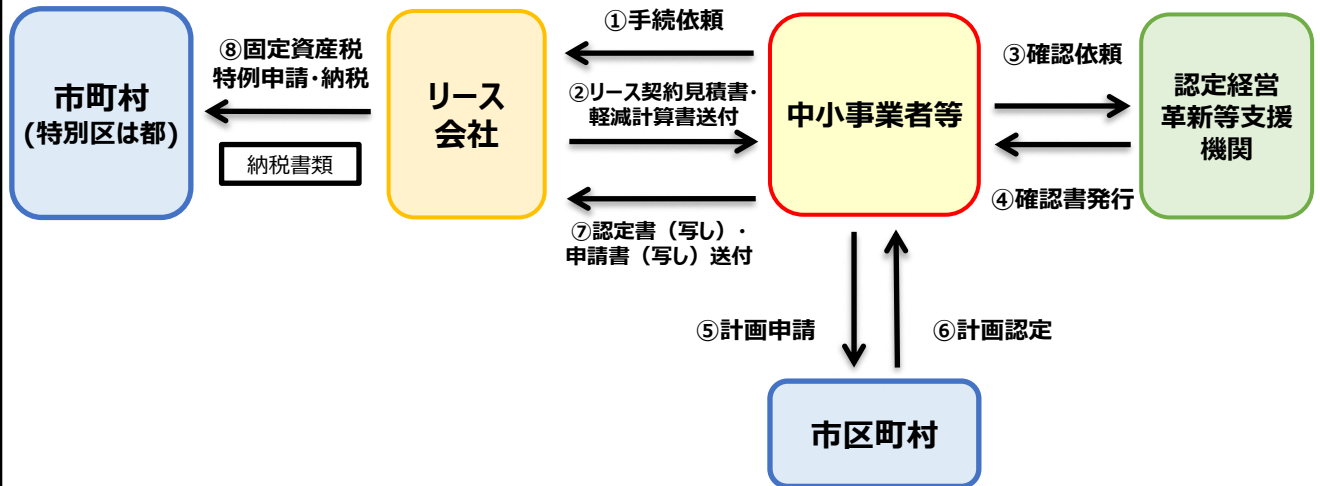 市町村
(特別区は都)
⑧固定資産税
特例申請・納税
納税書類
リース
会社
①手続依頼
②リース契約見積書・
軽減計算書送付
⑦認定書（写し）・
申請書（写し）送付
中小事業者等
③確認依頼
④確認書発行
認定経営
革新等支援
機関
⑤計画申請
⑥計画認定
市区町村